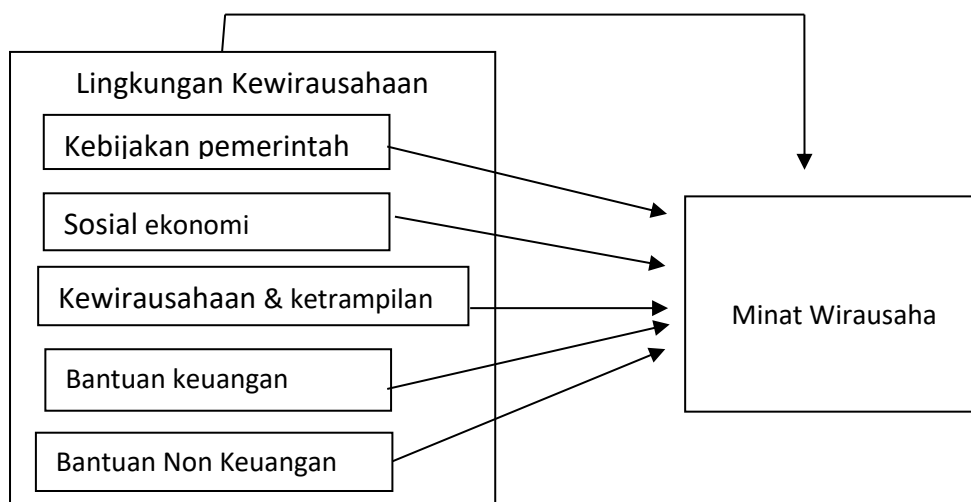 Lingkungan Kewirausahaan
Kebijakan pemerintah
Sosial ekonomi
Kewirausahaan & ketrampilan
Minat Wirausaha
Bantuan keuangan
Bantuan Non Keuangan